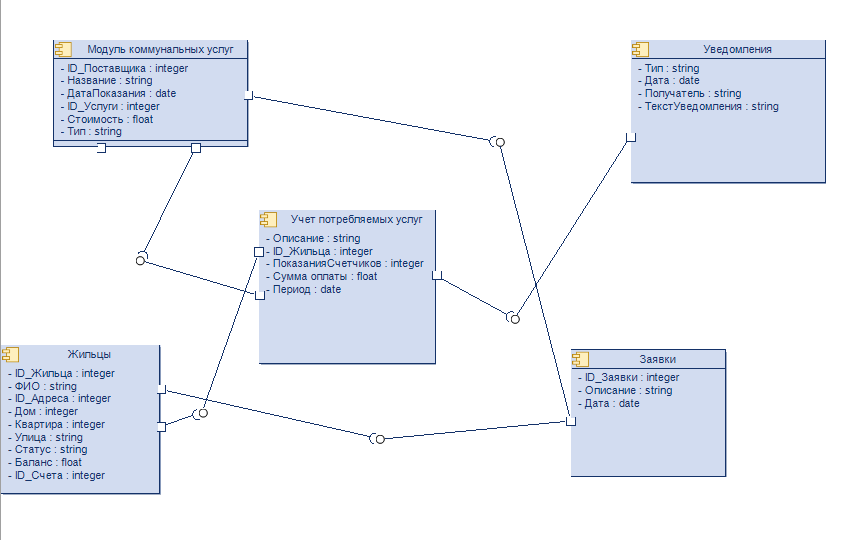 Модуль коммунальных услуг
- ID_Поставщика : integer
- Название : string
- ДатаПоказания : date
- ID_Услуги : integer
- Стоимость : float
- Тип : string
Уведомления
- Тип : string
- Дата : date
- Получатель : string
- ТекстУведомления : string
Учет потребляемых услуг
- Описание : string
- ID_Жильца : integer
- ПоказанияСчетчиков : integer
- Сумма оплаты : float
- Период : date
Жильцы
- ID_Жильца : integer
- ФИО : string
- ID_Адреса : integer
- Дом : integer
- Квартира : integer
- Улица : string
- Статус : string
- Баланс : float
- ID_Счета : integer
Заявки
- ID_Заявки : integer
- Описание : string
- Дата : date